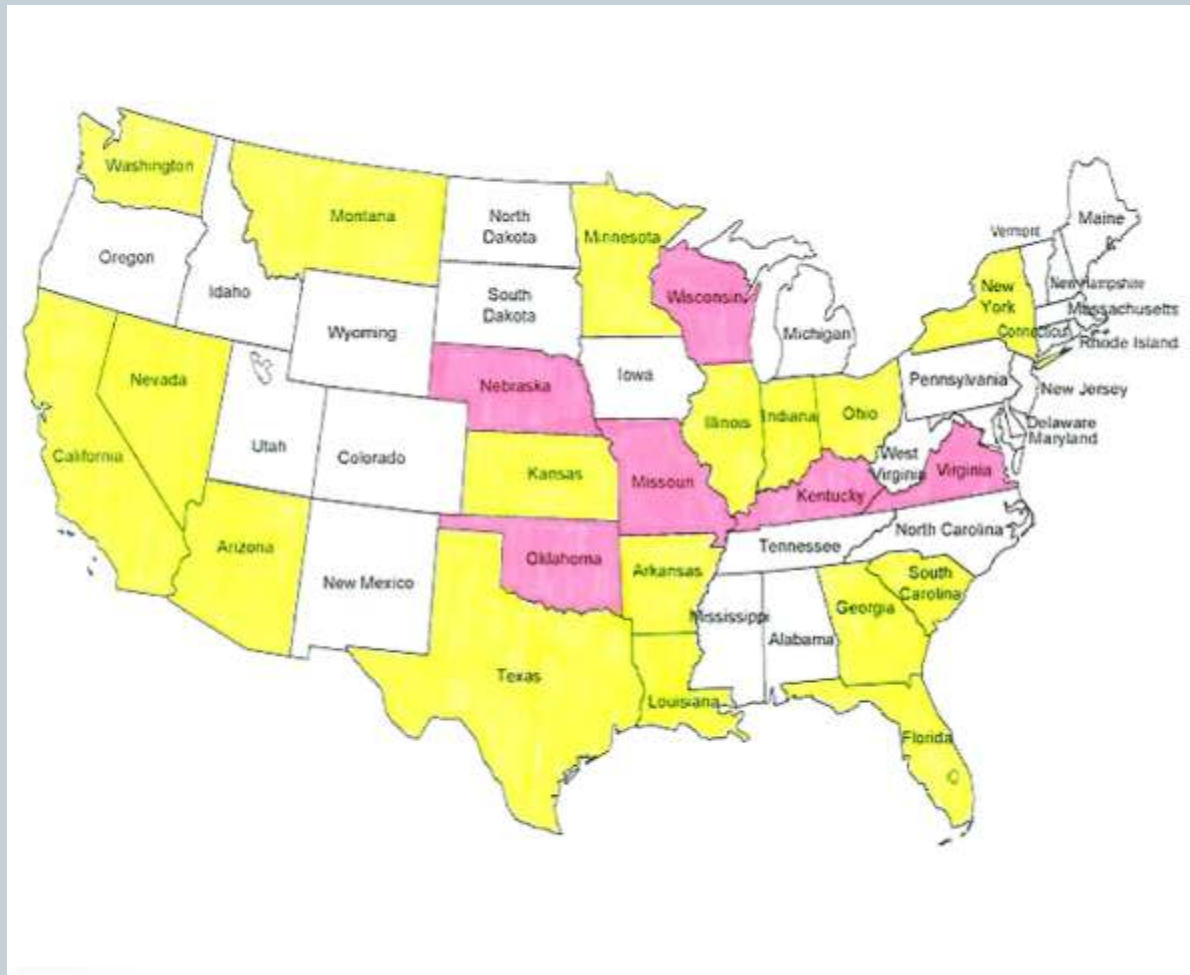 Washington
Montana
North
Dakota
Minnesota
Maine
Vermont
Oregon
Idaho
South
Dakota
Wisconsin
New
York
New Hampshire
Massachusetts
Wyoming
Michigan
Connecticut
Rhode Island
Nevada
Nebraska
Iowa
Pennsylvania
New Jersey
Illinois
Indiana
Ohio
Delaware
Maryland
California
Utah
Colorado
Kansas
Missouri
West
Virginia
Virginia
Kentucky
Arizona
Oklahoma
Arkansas
Tennessee
North Carolina
New Mexico
South
Carolina
Mississippi
Alabama
Georgia
Texas
Louisiana
Florida